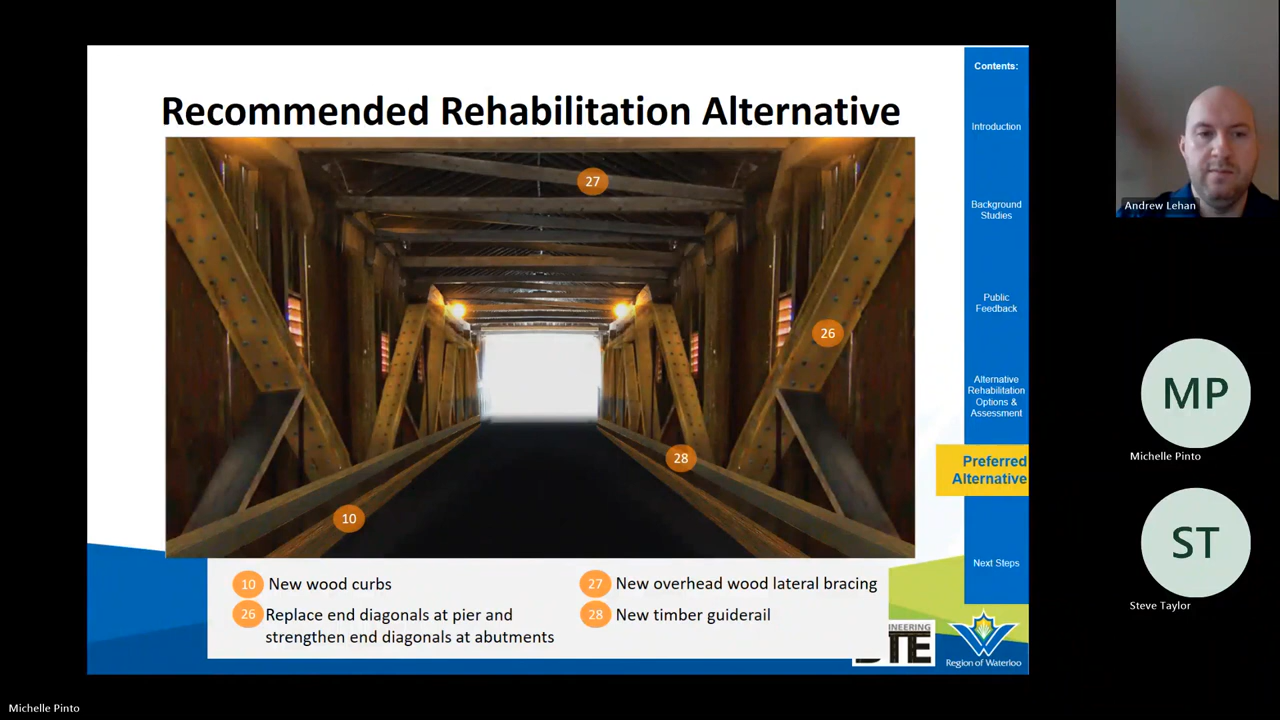 Recommended Rehabilitation Alternative
27
26
28
10
10 New wood curbs
26 Replace end diagonals at pier and
strengthen end diagonals at abutments
27 New overhead wood lateral bracing
28 New timber guiderail
Contents:
Introduction
Background
Studies
Public
Feedback
Alternative
Rehabilitation
Options &
Assessment
Preferred
Alternative
Next Steps
Region of Waterloo
Andrew Lehan
MP
Michelle Pinto
ST
Steve Taylor
Michelle Pinto